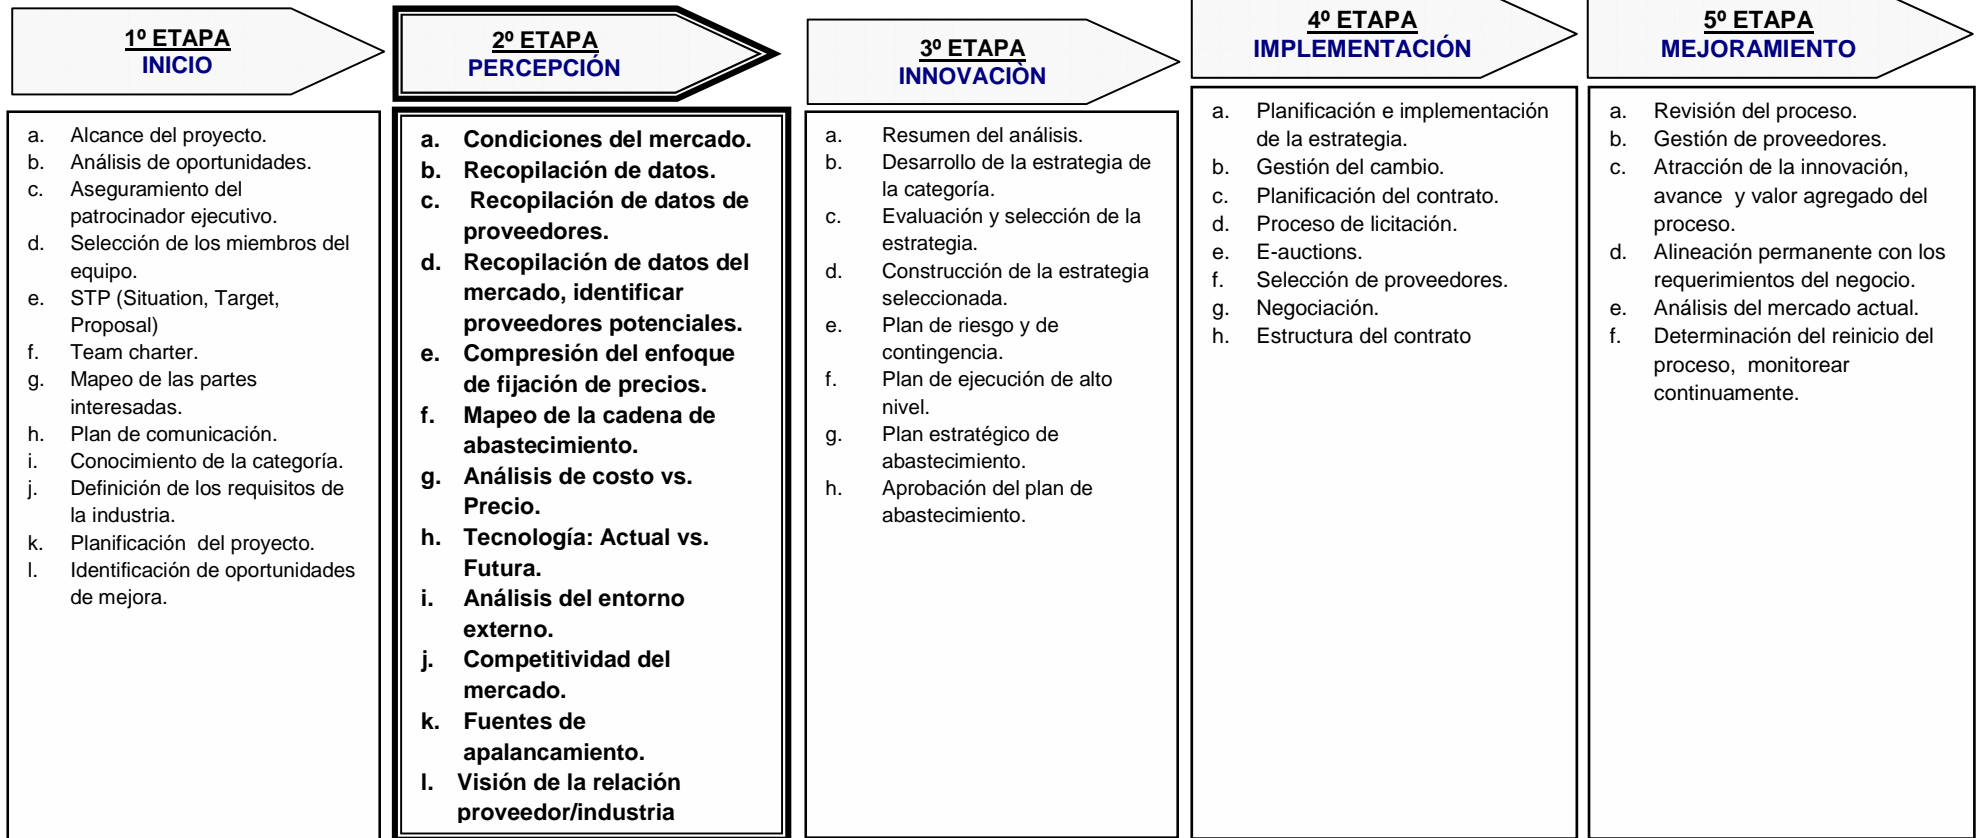 1º ETAPA
INICIO
a. Alcance del proyecto.
b. Análisis de oportunidades.
c. Aseguramiento del
patrocinador ejecutivo.
d. Selección de los miembros del
equipo.
e. STP (Situation, Target,
Proposal)
f. Team charter.
g. Mapeo de las partes
interesadas.
h. Plan de comunicación.
i. Conocimiento de la categoría.
j. Definición de los requisitos de
la industria.
k. Planificación del proyecto.
l. Identificación de oportunidades
de mejora.
2º ETAPA
PERCEPCIÓN
a. Condiciones del mercado.
b. Recopilación de datos.
c. Recopilación de datos de
proveedores.
d. Recopilación de datos del
mercado, identificar
proveedores potenciales.
e. Compresión del enfoque
de fijación de precios.
f. Mapeo de la cadena de
abastecimiento.
g. Análisis de costo vs.
Precio.
h. Tecnología: Actual vs.
Futura.
i. Análisis del entorno
externo.
j. Competitividad del
mercado.
k. Fuentes de
apalancamiento.
l. Visión de la relación
proveedor/industria
3º ETAPA
INNOVACIÒN
a. Resumen del análisis.
b. Desarrollo de la estrategia de
la categoría.
c. Evaluación y selección de la
estrategia.
d. Construcción de la estrategia
seleccionada.
e. Plan de riesgo y de
contingencia.
f. Plan de ejecución de alto
nivel.
g. Plan estratégico de
abastecimiento.
h. Aprobación del plan de
abastecimiento.
4º ETAPA
IMPLEMENTACIÓN
a. Planificación e implementación
de la estrategia.
b. Gestión del cambio.
c. Planificación del contrato.
d. Proceso de licitación.
e. E-auctions.
f. Selección de proveedores.
g. Negociación.
h. Estructura del contrato
5º ETAPA
MEJORAMIENTO
a. Revisión del proceso.
b. Gestión de proveedores.
c. Atracción de la innovación,
avance y valor agregado del
proceso.
d. Alineación permanente con los
requerimientos del negocio.
e. Análisis del mercado actual.
f. Determinación del reinicio del
proceso, monitorear
continuamente.